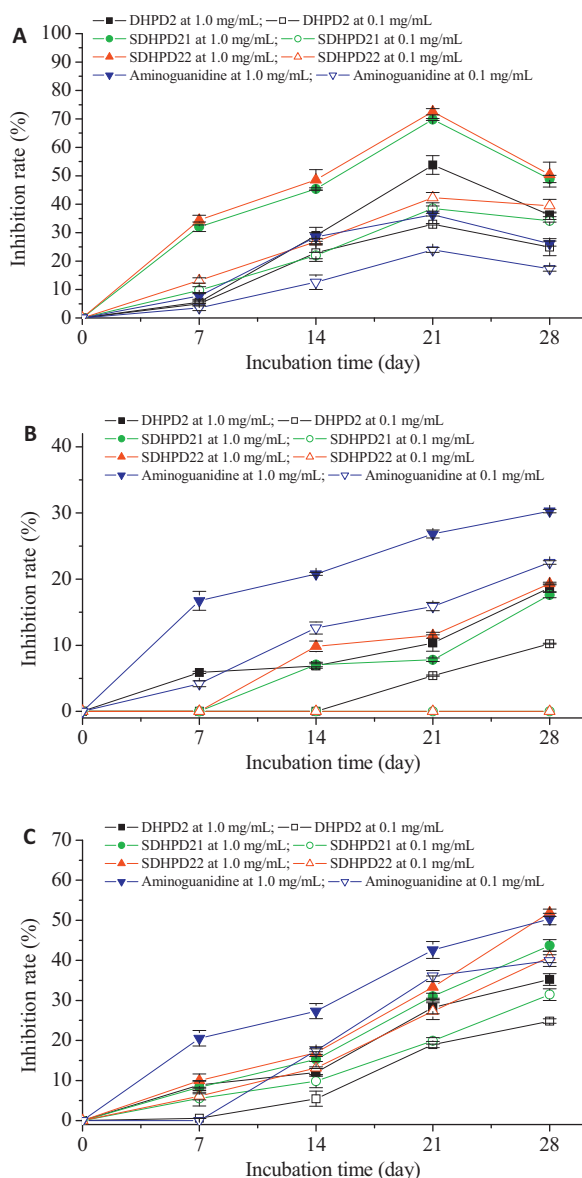 A
DHPD2 at 1.0 mg/mL; DHPD2 at 0.1 mg/mL
SDHPD21 at 1.0 mg/mL; SDHPD21 at 0.1 mg/mL
SDHPD22 at 1.0 mg/mL; SDHPD22 at 0.1 mg/mL
Aminoguanidine at 1.0 mg/mL; Aminoguanidine at 0.1 mg/mL
Inhibition rate (%)
100
90
80
70
60
50
40
30
20
10
0
0 7 14 21 28
Incubation time (day)
B
DHPD2 at 1.0 mg/mL; DHPD2 at 0.1 mg/mL
SDHPD21 at 1.0 mg/mL; SDHPD21 at 0.1 mg/mL
SDHPD22 at 1.0 mg/mL; SDHPD22 at 0.1 mg/mL
Aminoguanidine at 1.0 mg/mL; Aminoguanidine at 0.1 mg/mL
Inhibition rate (%)
40
30
20
10
0
0 7 14 21 28
Incubation time (day)
C
DHPD2 at 1.0 mg/mL; DHPD2 at 0.1 mg/mL
SDHPD21 at 1.0 mg/mL; SDHPD21 at 0.1 mg/mL
SDHPD22 at 1.0 mg/mL; SDHPD22 at 0.1 mg/mL
Aminoguanidine at 1.0 mg/mL; Aminoguanidine at 0.1 mg/mL
Inhibition rate (%)
70
60
50
40
30
20
10
0
0 7 14 21 28
Incubation time (day)